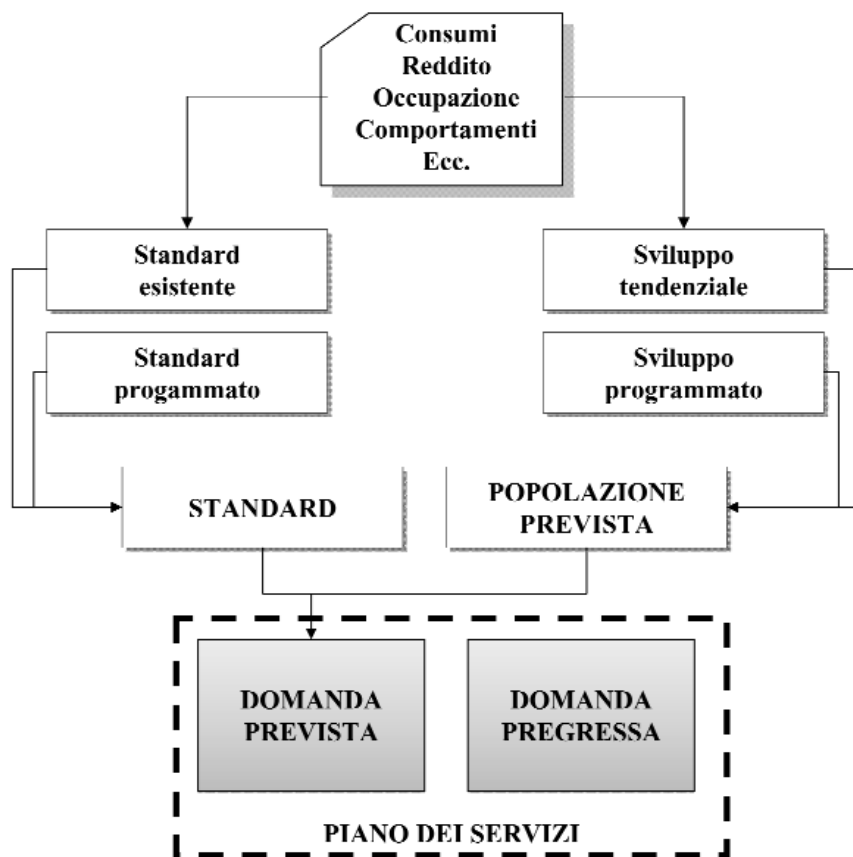 Consumi
Reddito
Occupazione
Comportamenti
Ecc.
Standard
esistente
Sviluppo
tendenziale
Standard
progammato
Sviluppo
programmato
STANDARD
POPOLAZIONE
PREVISTA
DOMANDA
PREVISTA
DOMANDA
PREGRESSA
PIANO DEI SERVIZI